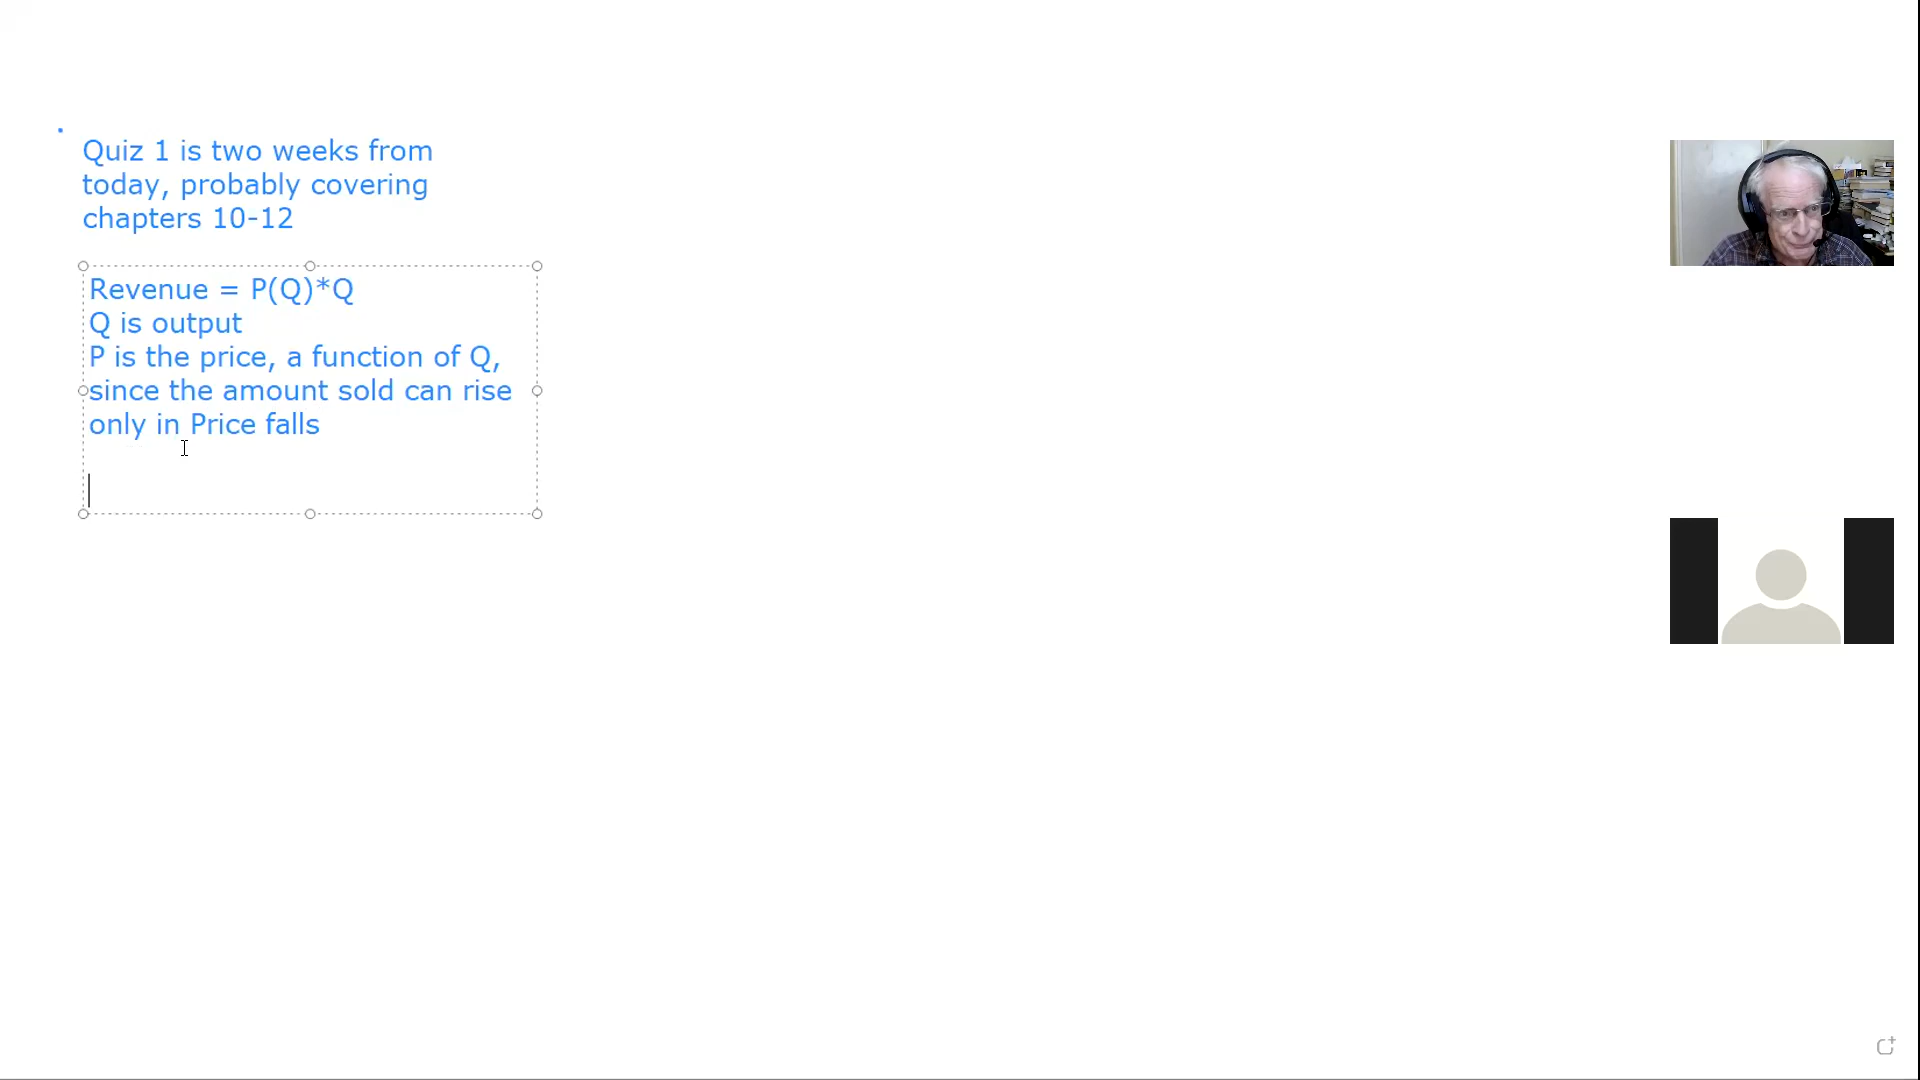 Quiz 1 is two weeks from
today, probably covering
chapters 10-12
Revenue = P(Q)*Q
Q is output
P is the price, a function of Q,
since the amount sold can rise
only in Price falls